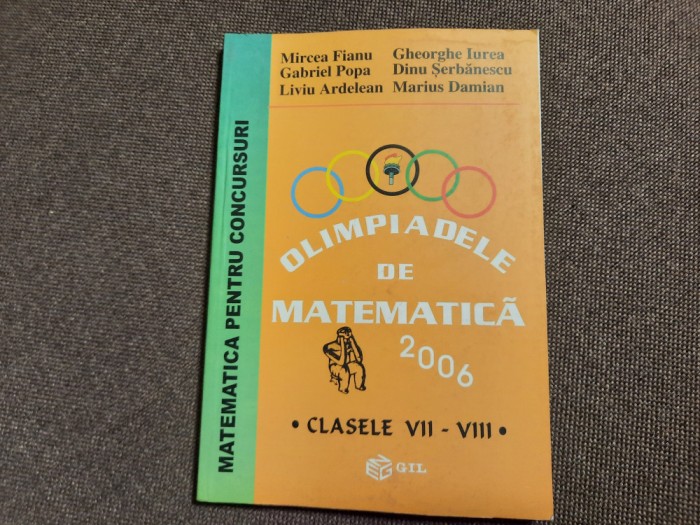 Mircea Fianu Gheorghe Iurea
Gabriel Popa Dinu Şerbănescu
Liviu Ardelean Marius Damian
MATEMATICA PENTRU CONCURSURI
OLIMPIADELE
DE
MATEMATICĂ
2006
• CLASELE VII - VIII •
GIL